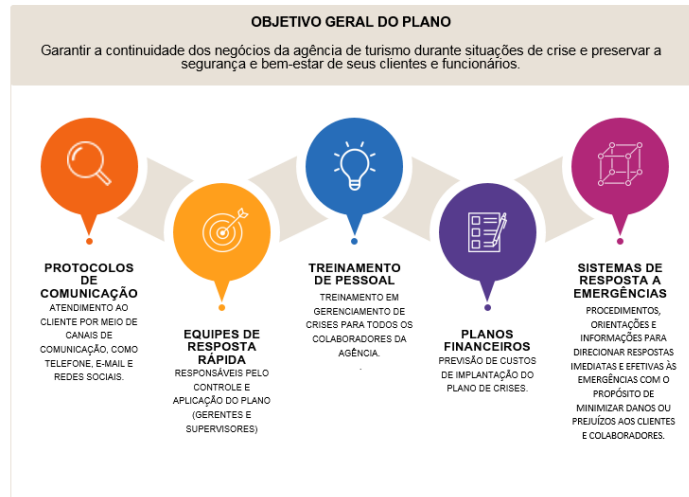 OBJETIVO GERAL DO PLANO
Garantir a continuidade dos negócios da agência de turismo durante situações de crise e preservar a
segurança e bem-estar de seus clientes e funcionários.
PROTOCOLOS
DE
COMUNICAÇÃO
ATENDIMENTO AO
CLIENTE POR MEIO DE
CANAIS DE
COMUNICAÇÃO, COMO
TELEFONE, E-MAIL E
REDES SOCIAIS.
EQUIPES DE
RESPOSTA
RÁPIDA
RESPONSÁVEIS PELO
CONTROLE E
APLICAÇÃO DO PLANO
(GERENTES E
SUPERVISORES)
TREINAMENTO
DE PESSOAL
TREINAMENTO EM
GERENCIAMENTO DE
CRISES PARA TODOS OS
COLABORADORES DA
AGÊNCIA.
.
PLANOS
FINANCEIROS
PREVISÃO DE CUSTOS
DE IMPLANTAÇÃO DO
PLANO DE CRISES.
SISTEMAS DE
RESPOSTA A
EMERGÊNCIAS
PROCEDIMENTOS,
ORIENTAÇÕES E
INFORMAÇÕES PARA
DIRECIONAR RESPOSTAS
IMEDIATAS E EFETIVAS ÀS
EMERGÊNCIAS COM O
PROPÓSITO DE
MINIMIZAR DANOS OU
PREJUÍZOS AOS CLIENTES
E COLABORADORES.